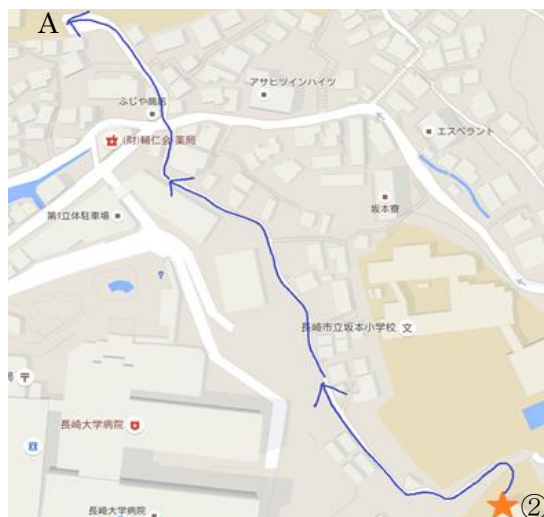 A
アサヒツインハイツ
ふじや商店
(財)輔仁会 薬局
エスペラント
坂本寮
第1立体駐車場
長崎市立坂本小学校 文
局
長崎大学病院
②
長崎大学病院